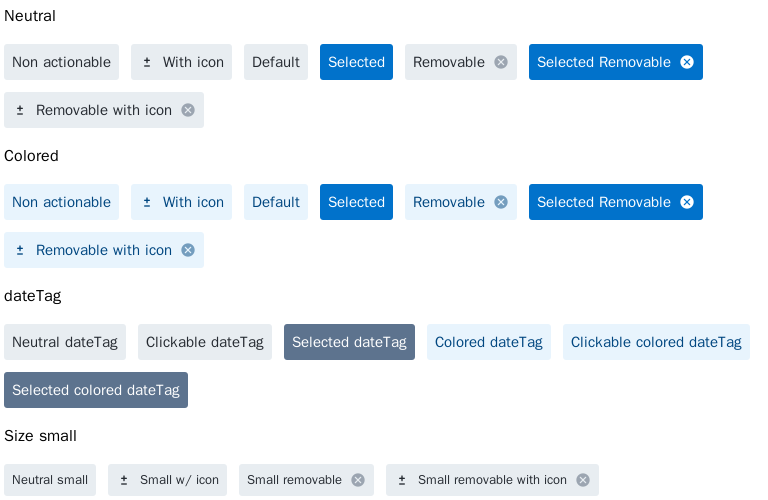 Neutral
Non actionable ± With icon Default Selected Removable Selected Removable
± Removable with icon
Colored
Non actionable ± With icon Default Selected Removable Selected Removable
± Removable with icon
dateTag
Neutral dateTag Clickable dateTag Selected dateTag Colored dateTag Clickable colored dateTag
Selected colored dateTag
Size small
Neutral small ± Small w/ icon Small removable ± Small removable with icon